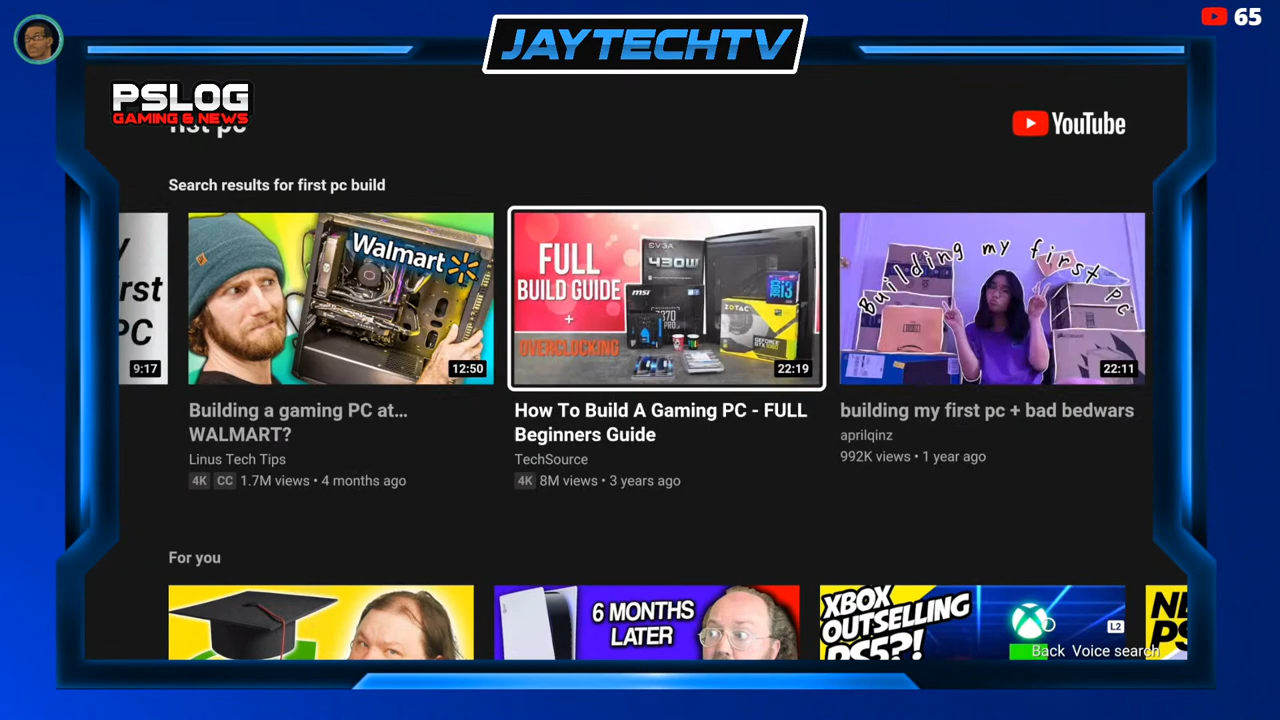 65
JAYTECHTV
PSLOG
GAMING & NEWS
YouTube
Search results for first pc build
rst
PC
9:17
Walmart
12:50
FULL
BUILD GUIDE
+
OVERCLOCKING
EVGA
430W
msi
i3
ZOTAC
GEFORCE
22:19
Building my first pc
22:11
Building a gaming PC at...
WALMART?
Linus Tech Tips
4K CC 1.7M views • 4 months ago
How To Build A Gaming PC - FULL
Beginners Guide
TechSource
4K 8M views • 3 years ago
building my first pc + bad bedwars
aprilqinz
992K views • 1 year ago
For you
6 MONTHS
LATER
XBOX
OUTSELLING
PS5?!
L2
Back Voice search